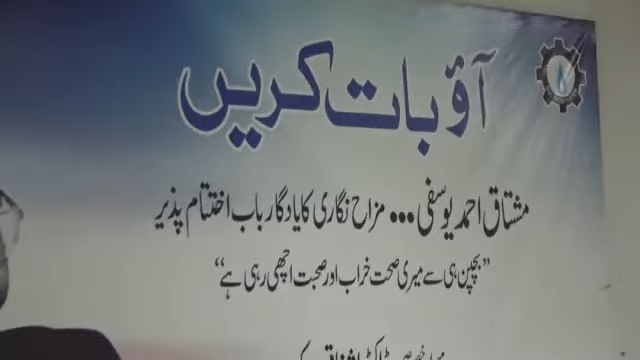 آؤ بات کریں
مشتاق احمد یوسفی... مزاح نگاری کا یادگار باب اختتام پذیر
"بچپن ہی سے میری صحت خراب اور صحبت اچھی رہی ہے"